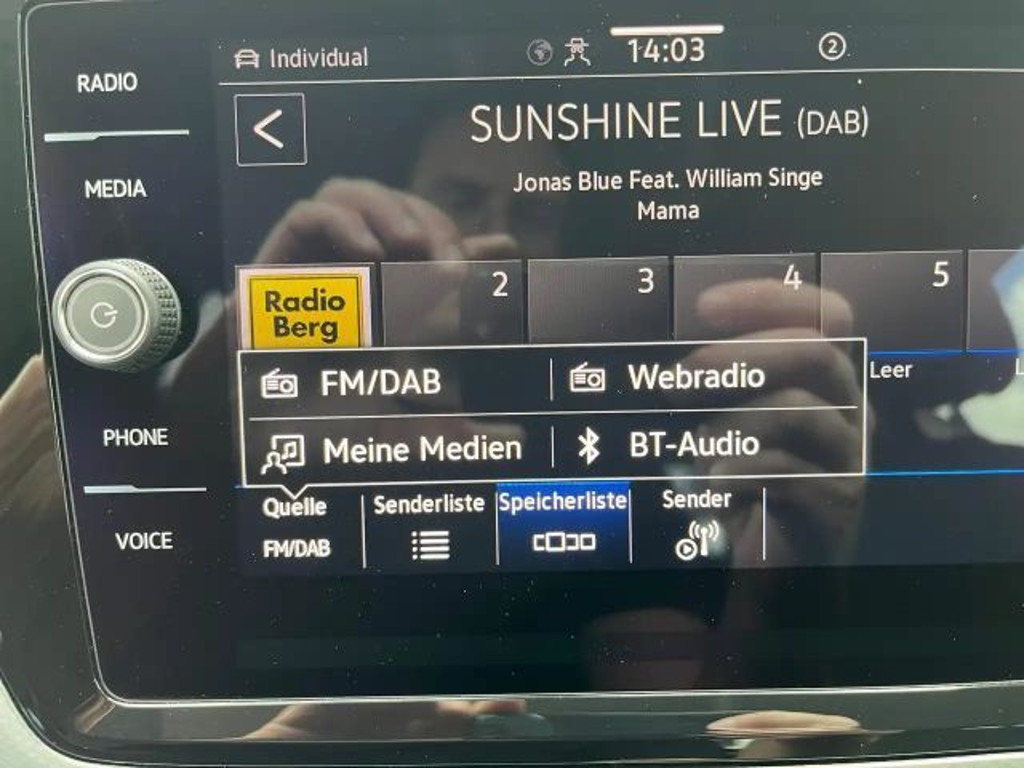 RADIO
MEDIA
PHONE
VOICE
Individual
14:03
2
SUNSHINE LIVE (DAB)
Jonas Blue Feat. William Singe
Mama
Radio
Berg
2
3
4
5
Leer
FM/DAB
Webradio
Meine Medien
BT-Audio
Quelle
FM/DAB
Senderliste
Speicherliste
Sender